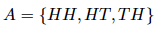 A = {HH, HT, TH}